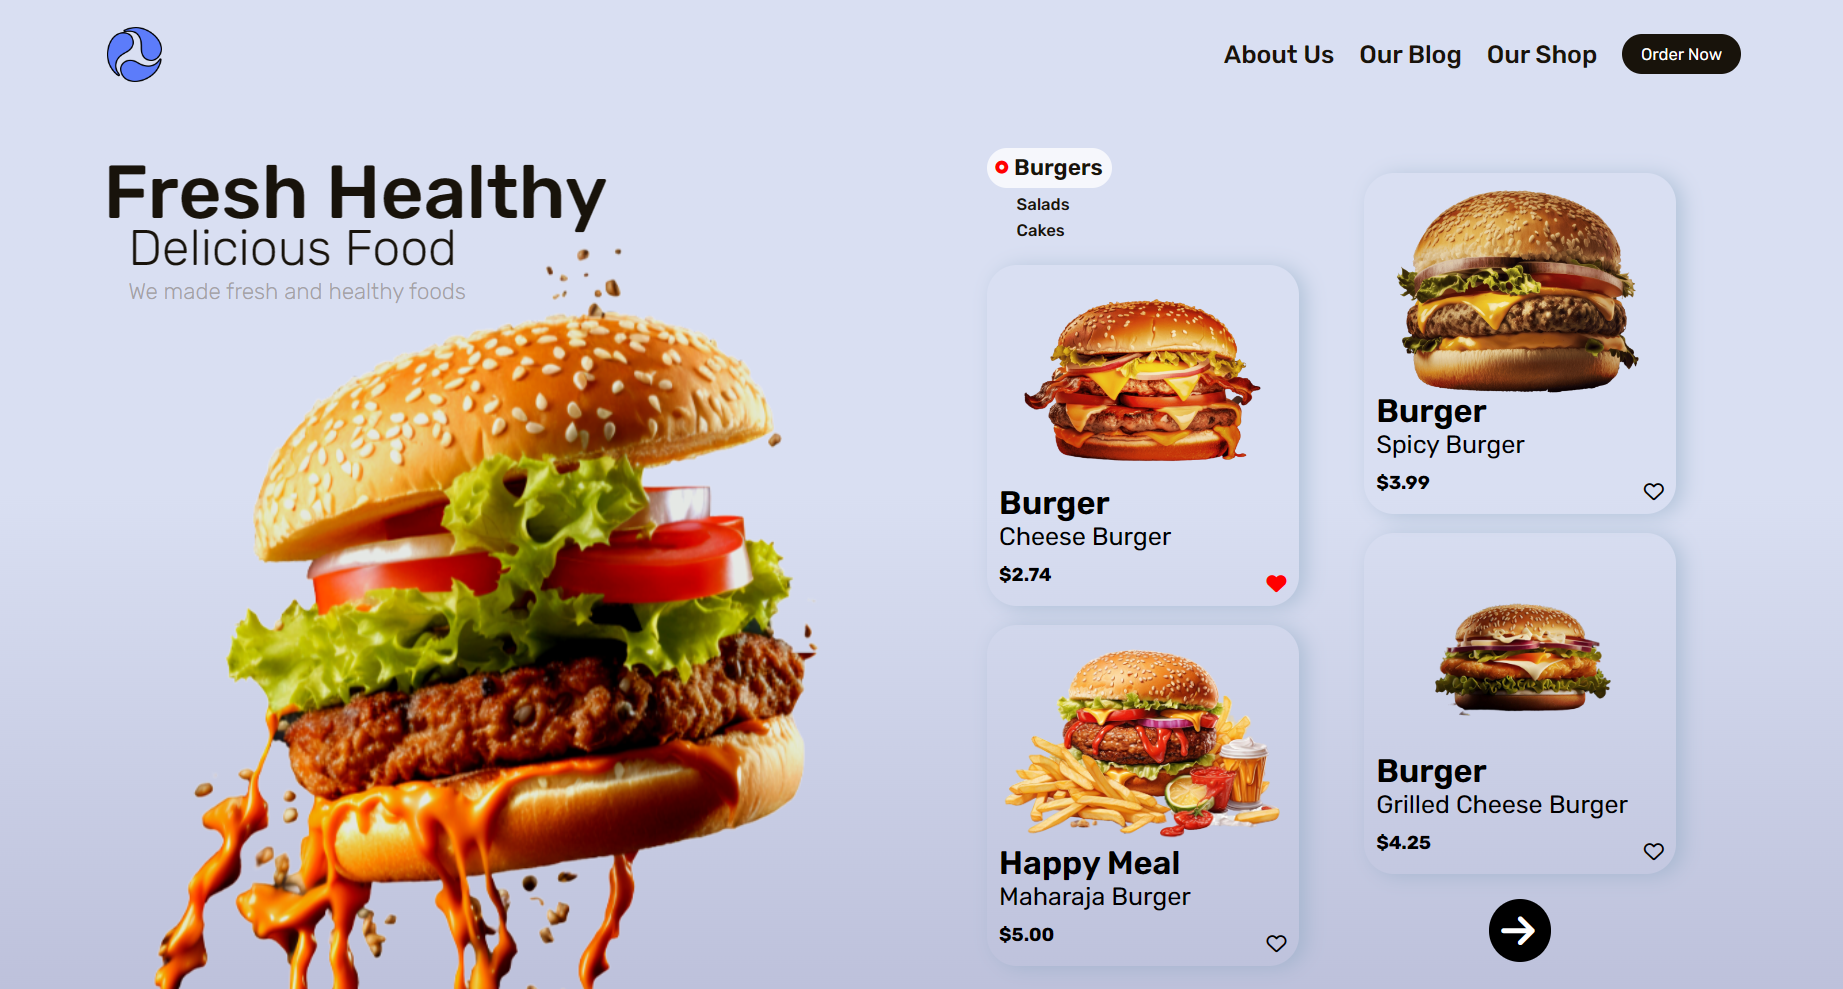 About Us
Our Blog
Our Shop
Order Now
Fresh Healthy
Delicious Food
We made fresh and healthy foods
Burgers
Salads
Cakes
Burger
Cheese Burger
$2.74
Happy Meal
Maharaja Burger
$5.00
Burger
Spicy Burger
$3.99
Burger
Grilled Cheese Burger
$4.25